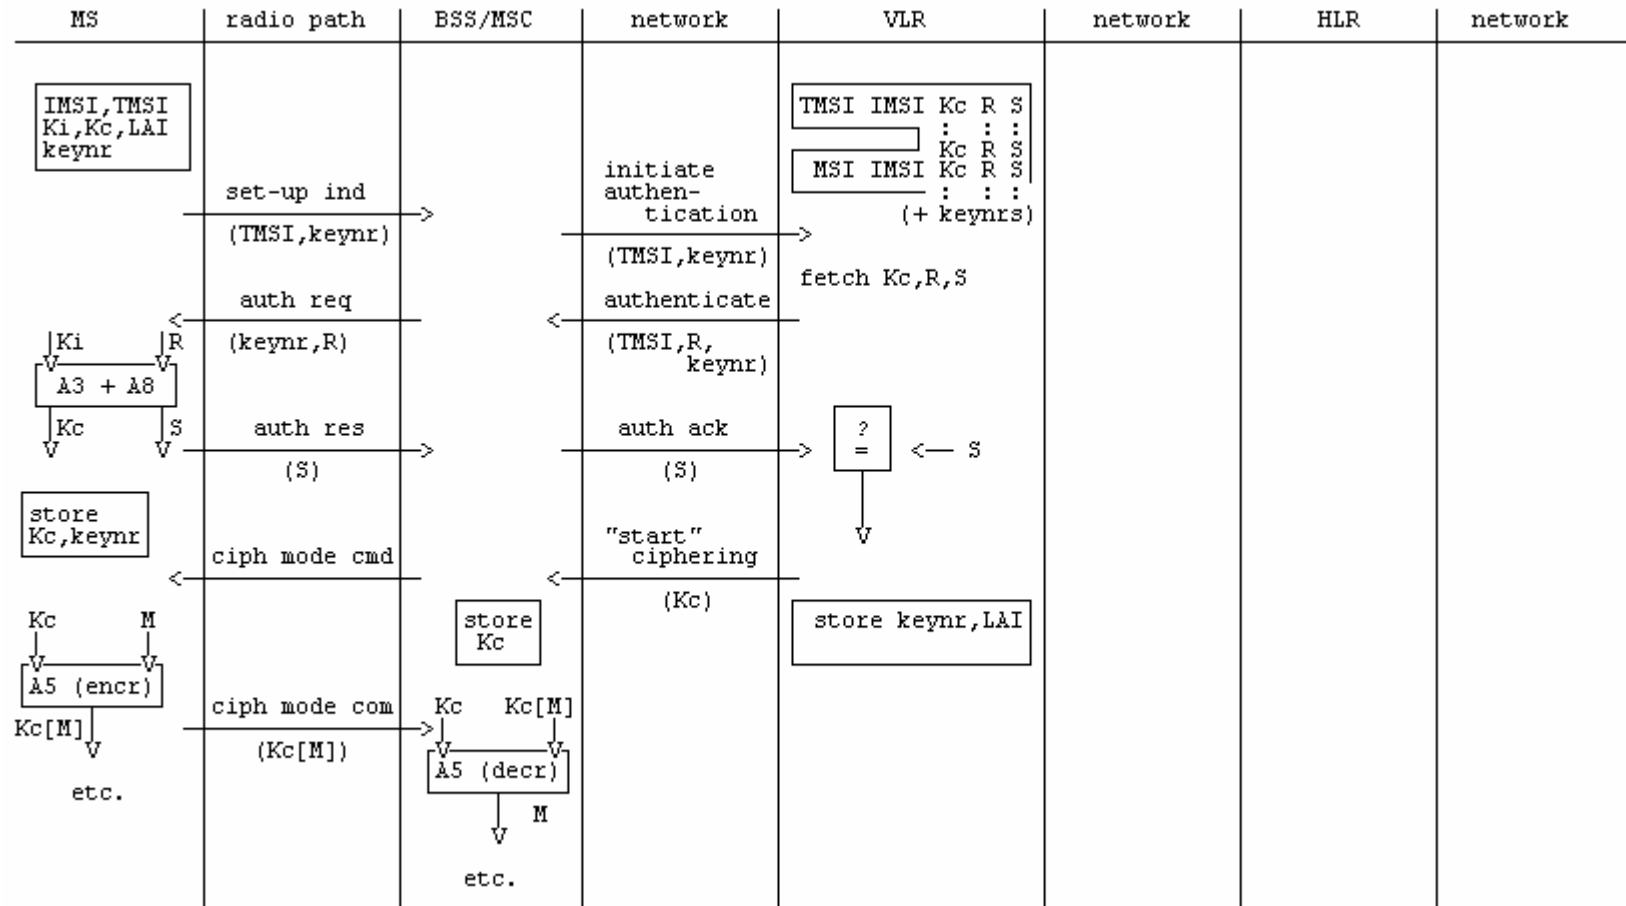 MS radio path BSS/MSC network VLR network HLR network
IMSI,TMSI
Ki,Kc,LAI
keynr
TMSI IMSI Kc R S
: : :
Kc R S
MSI IMSI Kc R S
: : :
(+ keynrs)
set-up ind
(TMSI,keynr)
initiate
authen-
tication
(TMSI,keynr)
fetch Kc,R,S
auth req
(keynr,R)
authenticate
(TMSI,R,
keynr)
Ki R
A3 + A8
Kc S
auth res
(S)
auth ack
(S)
?
=
S
store
Kc,keynr
ciph mode cmd
"start"
ciphering
(Kc)
store
Kc
store keynr,LAI
Kc M
A5 (encr)
Kc[M]
etc.
ciph mode com
(Kc[M])
Kc Kc[M]
A5 (decr)
M
etc.